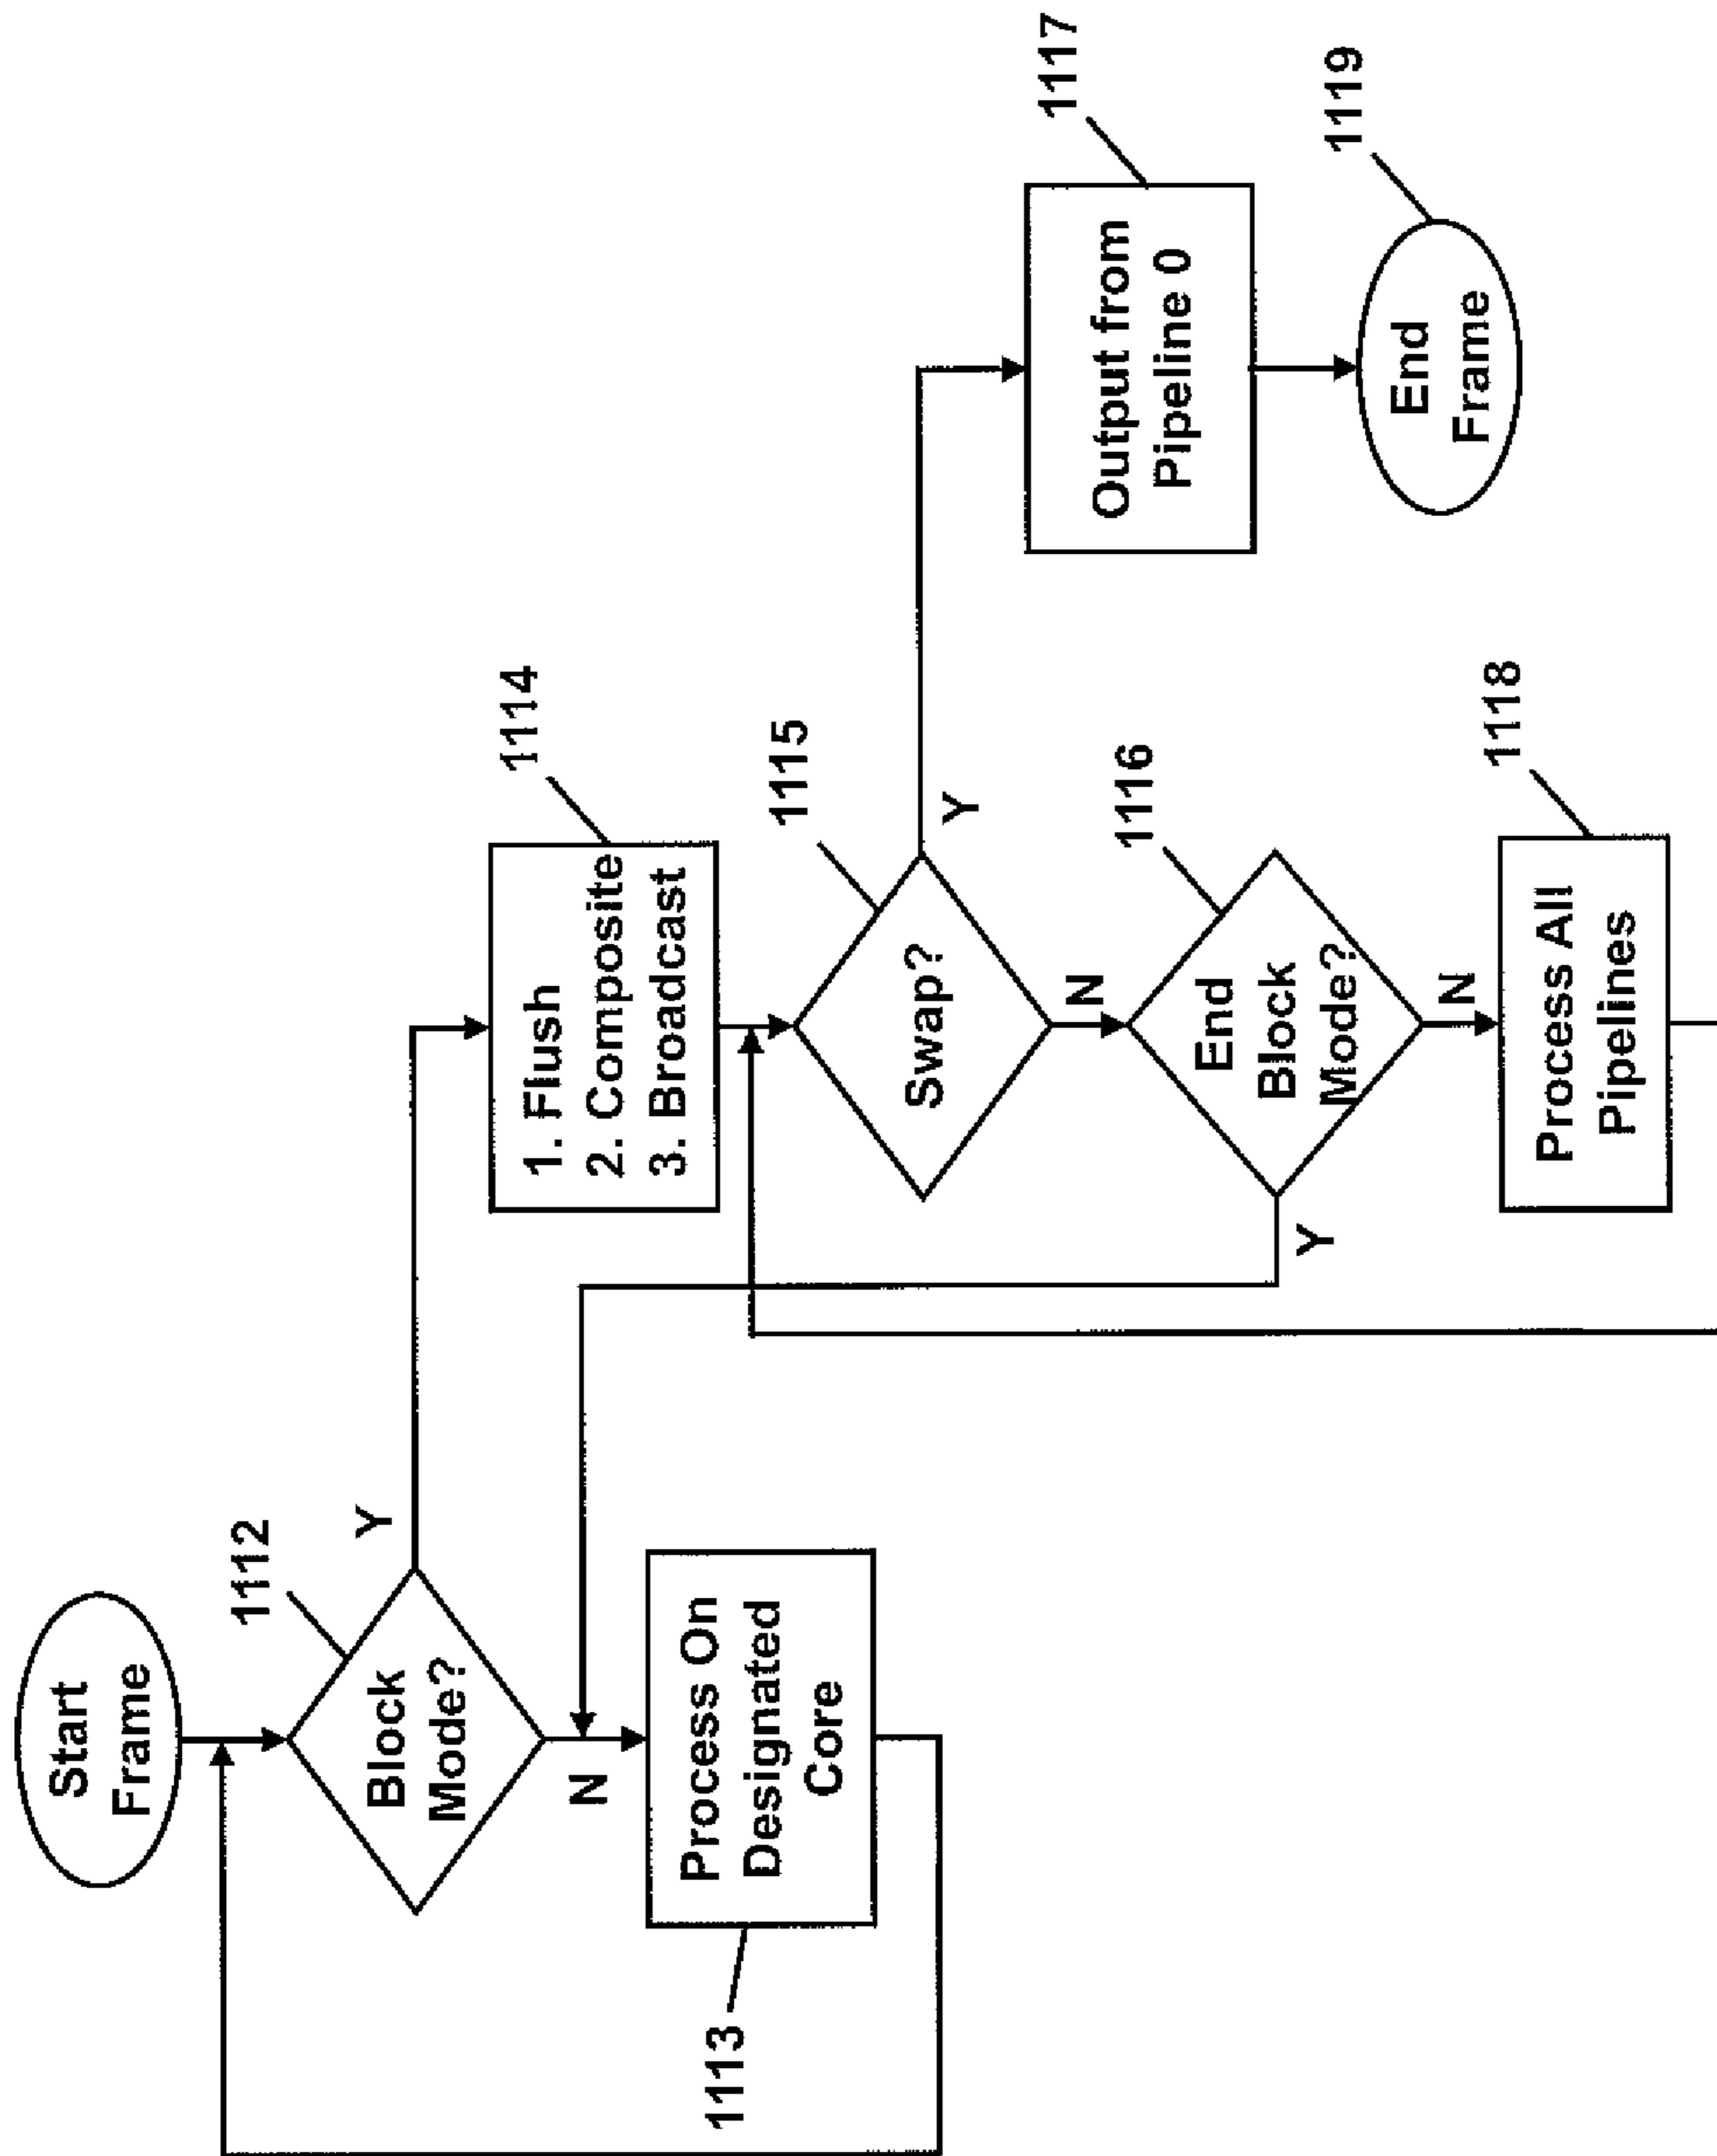 Start
Frame
1112
Block
Mode?
Y
N
Process On
Designated
Core
1113
1114
1. Flush
2. Composite
3. Broadcast
1115
Swap?
Y
N
1116
End
Block
Mode?
Y
N
1118
Process All
Pipelines
1117
Output from
Pipeline 0
1119
End
Frame